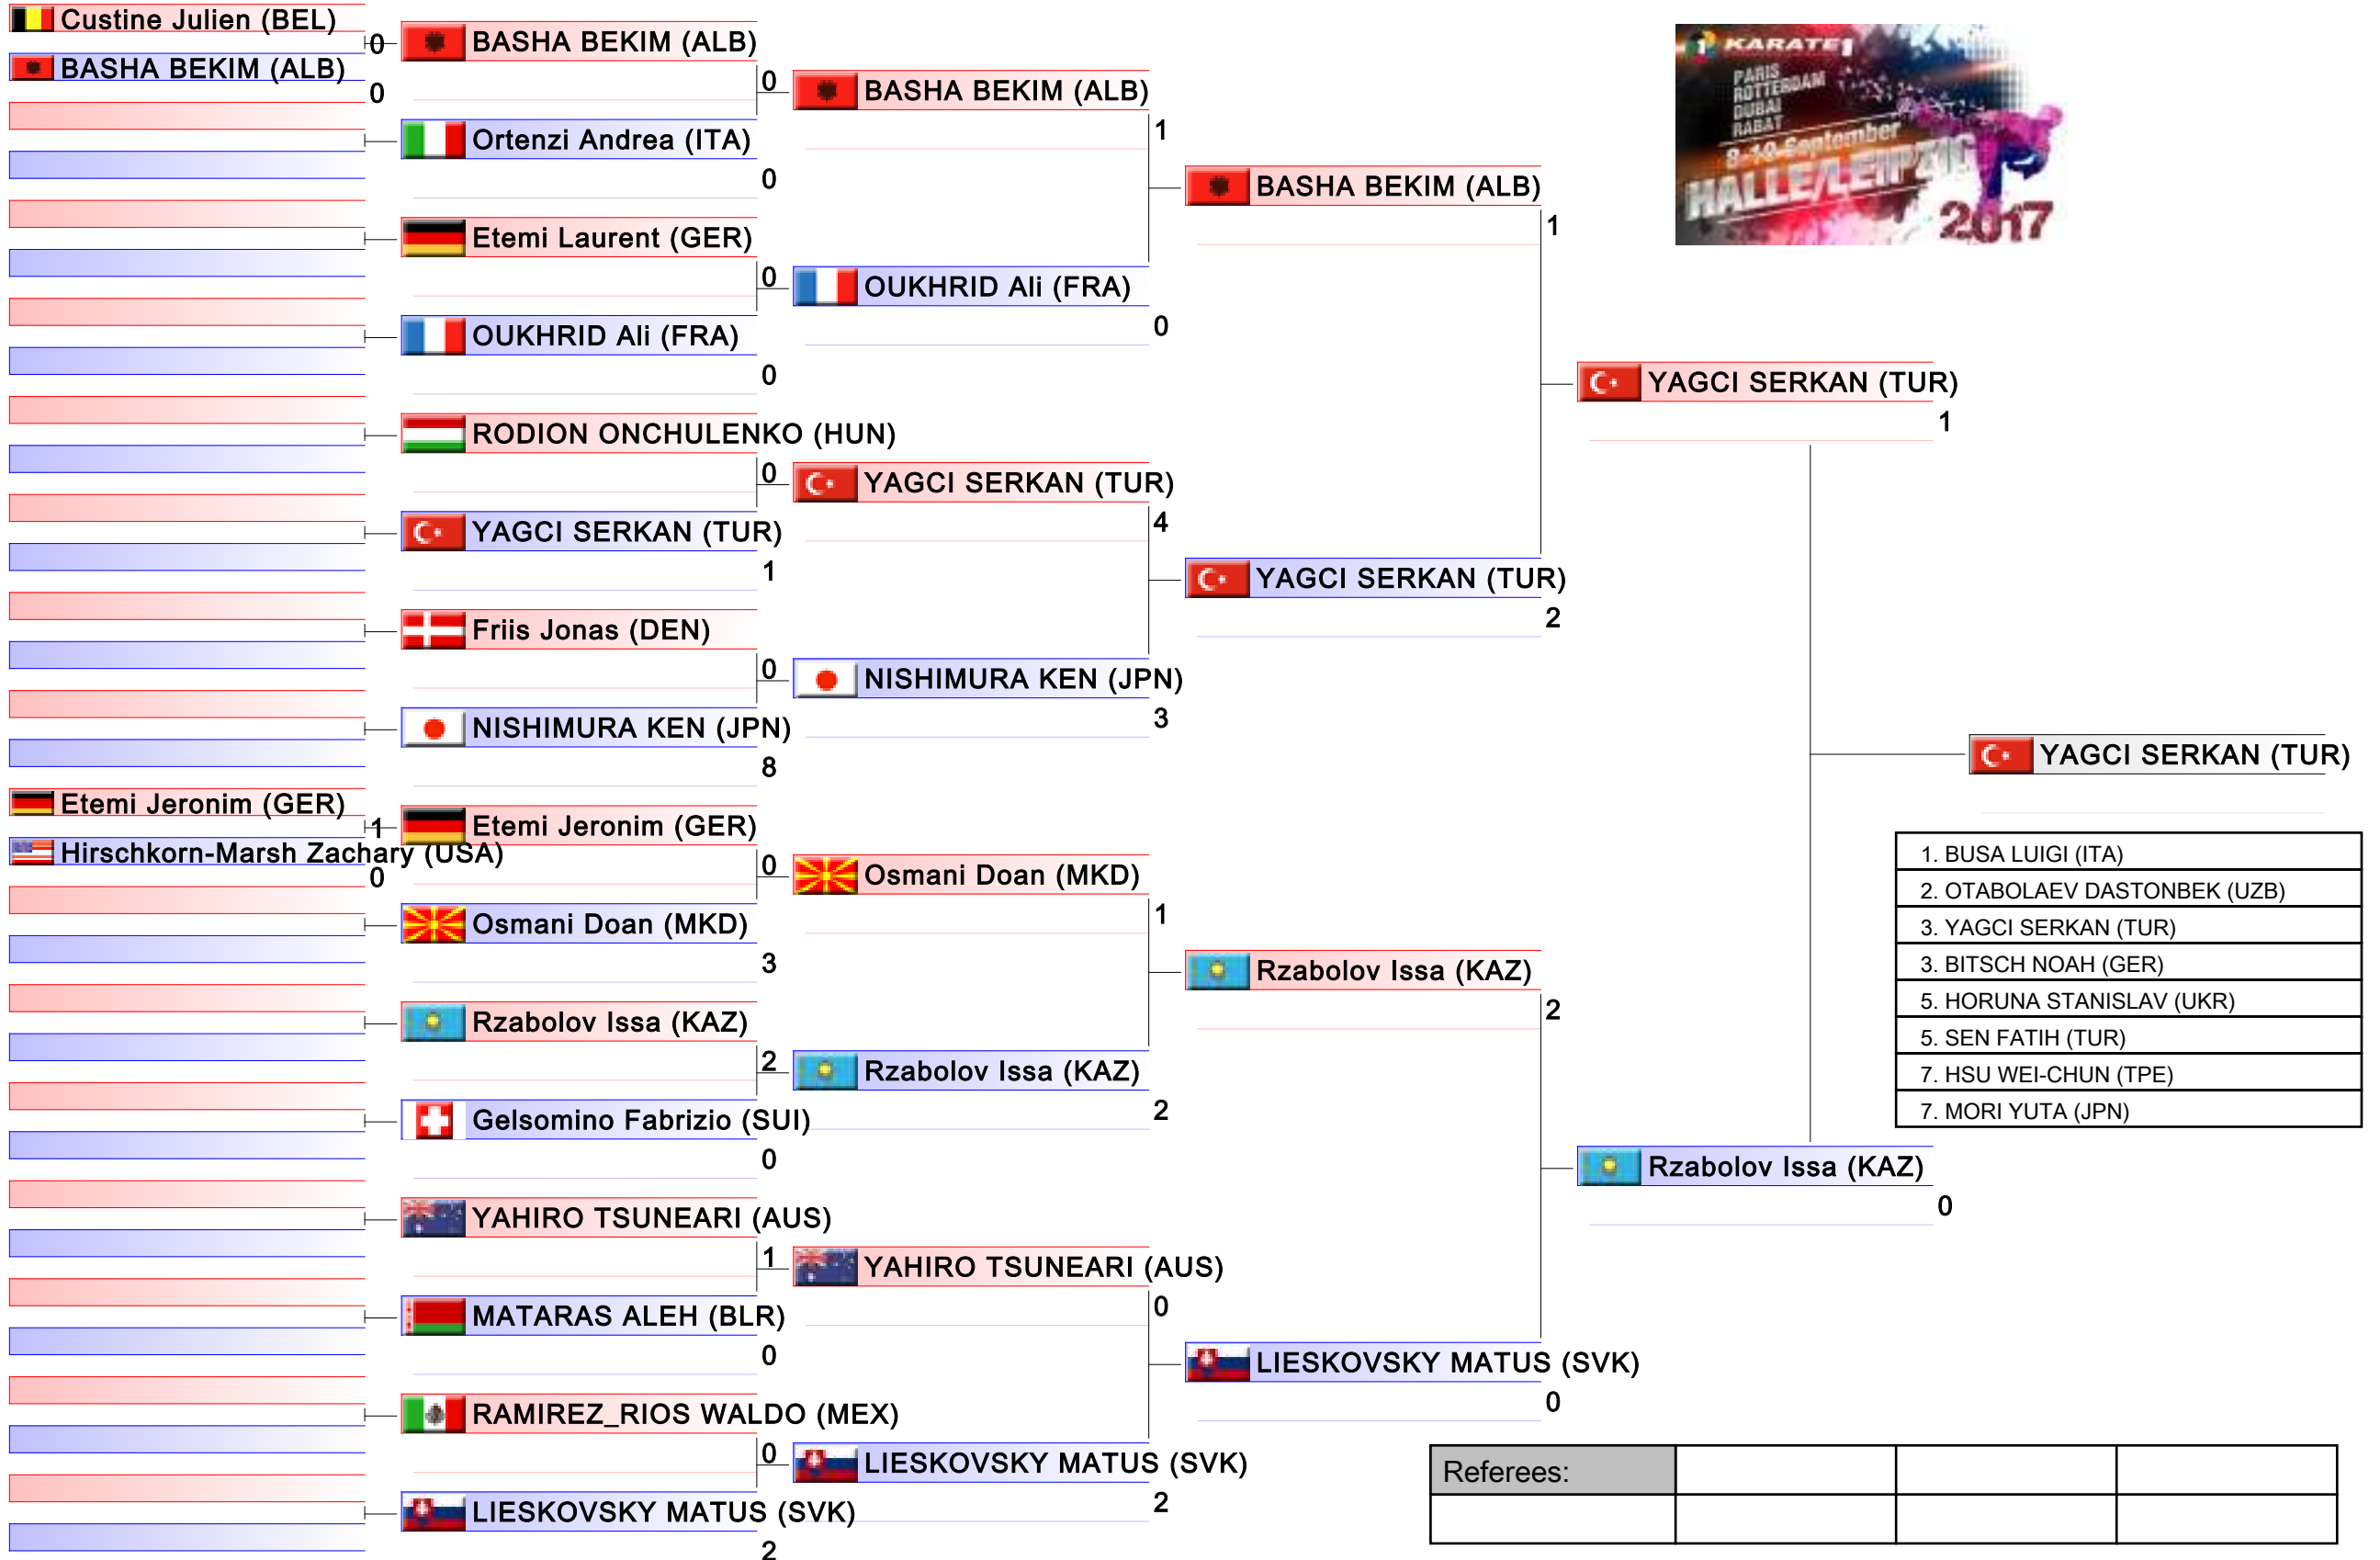 Custine Julien (BEL)
0
BASHA BEKIM (ALB)
0
Etemi Jeronim (GER)
1
Hirschkorn-Marsh Zachary (USA)
0
BASHA BEKIM (ALB)
0
Ortenzi Andrea (ITA)
0
Etemi Laurent (GER)
0
OUKHRID Ali (FRA)
0
RODION ONCHULENKO (HUN)
0
YAGCI SERKAN (TUR)
1
Friis Jonas (DEN)
0
NISHIMURA KEN (JPN)
8
Etemi Jeronim (GER)
0
Osmani Doan (MKD)
3
Rzabolov Issa (KAZ)
2
Gelsomino Fabrizio (SUI)
0
YAHIRO TSUNEARI (AUS)
1
MATARAS ALEH (BLR)
0
RAMIREZ_RIOS WALDO (MEX)
0
LIESKOVSKY MATUS (SVK)
2
BASHA BEKIM (ALB)
1
OUKHRID Ali (FRA)
0
YAGCI SERKAN (TUR)
4
NISHIMURA KEN (JPN)
3
Osmani Doan (MKD)
1
Rzabolov Issa (KAZ)
2
YAHIRO TSUNEARI (AUS)
0
LIESKOVSKY MATUS (SVK)
2
BASHA BEKIM (ALB)
1
YAGCI SERKAN (TUR)
2
Rzabolov Issa (KAZ)
2
LIESKOVSKY MATUS (SVK)
0
YAGCI SERKAN (TUR)
1
Rzabolov Issa (KAZ)
0
YAGCI SERKAN (TUR)
KARATE1
PARIS
ROTTERDAM
DUBAI
RABAT
9-10 September
HALLE/LEIPZIG
2017
1. BUSA LUIGI (ITA)
2. OTABOLAEV DASTONBEK (UZB)
3. YAGCI SERKAN (TUR)
3. BITSCH NOAH (GER)
5. HORUNA STANISLAV (UKR)
5. SEN FATIH (TUR)
7. HSU WEI-CHUN (TPE)
7. MORI YUTA (JPN)
Referees: